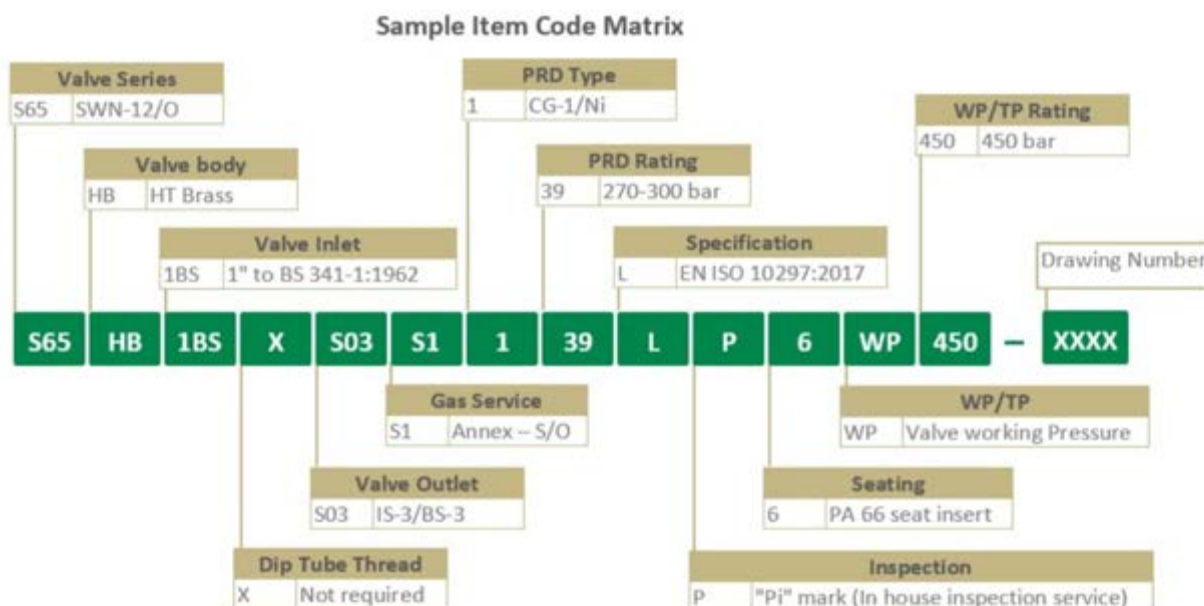 Sample Item Code Matrix
Valve Series
S65 SWN-12/O
PRD Type
1 CG-1/Ni
WP/TP Rating
450 450 bar
Valve body
HB HT Brass
PRD Rating
39 270-300 bar
Valve Inlet
1BS 1" to BS 341-1:1962
Specification
L EN ISO 10297:2017
Drawing Number
S65 HB 1BS X S03 S1 1 39 L P 6 WP 450 – XXXX
Gas Service
S1 Annex – S/O
WP/TP
WP Valve working Pressure
Valve Outlet
S03 IS-3/BS-3
Seating
6 PA 66 seat insert
Dip Tube Thread
X Not required
Inspection
P "Pi" mark (In house inspection service)